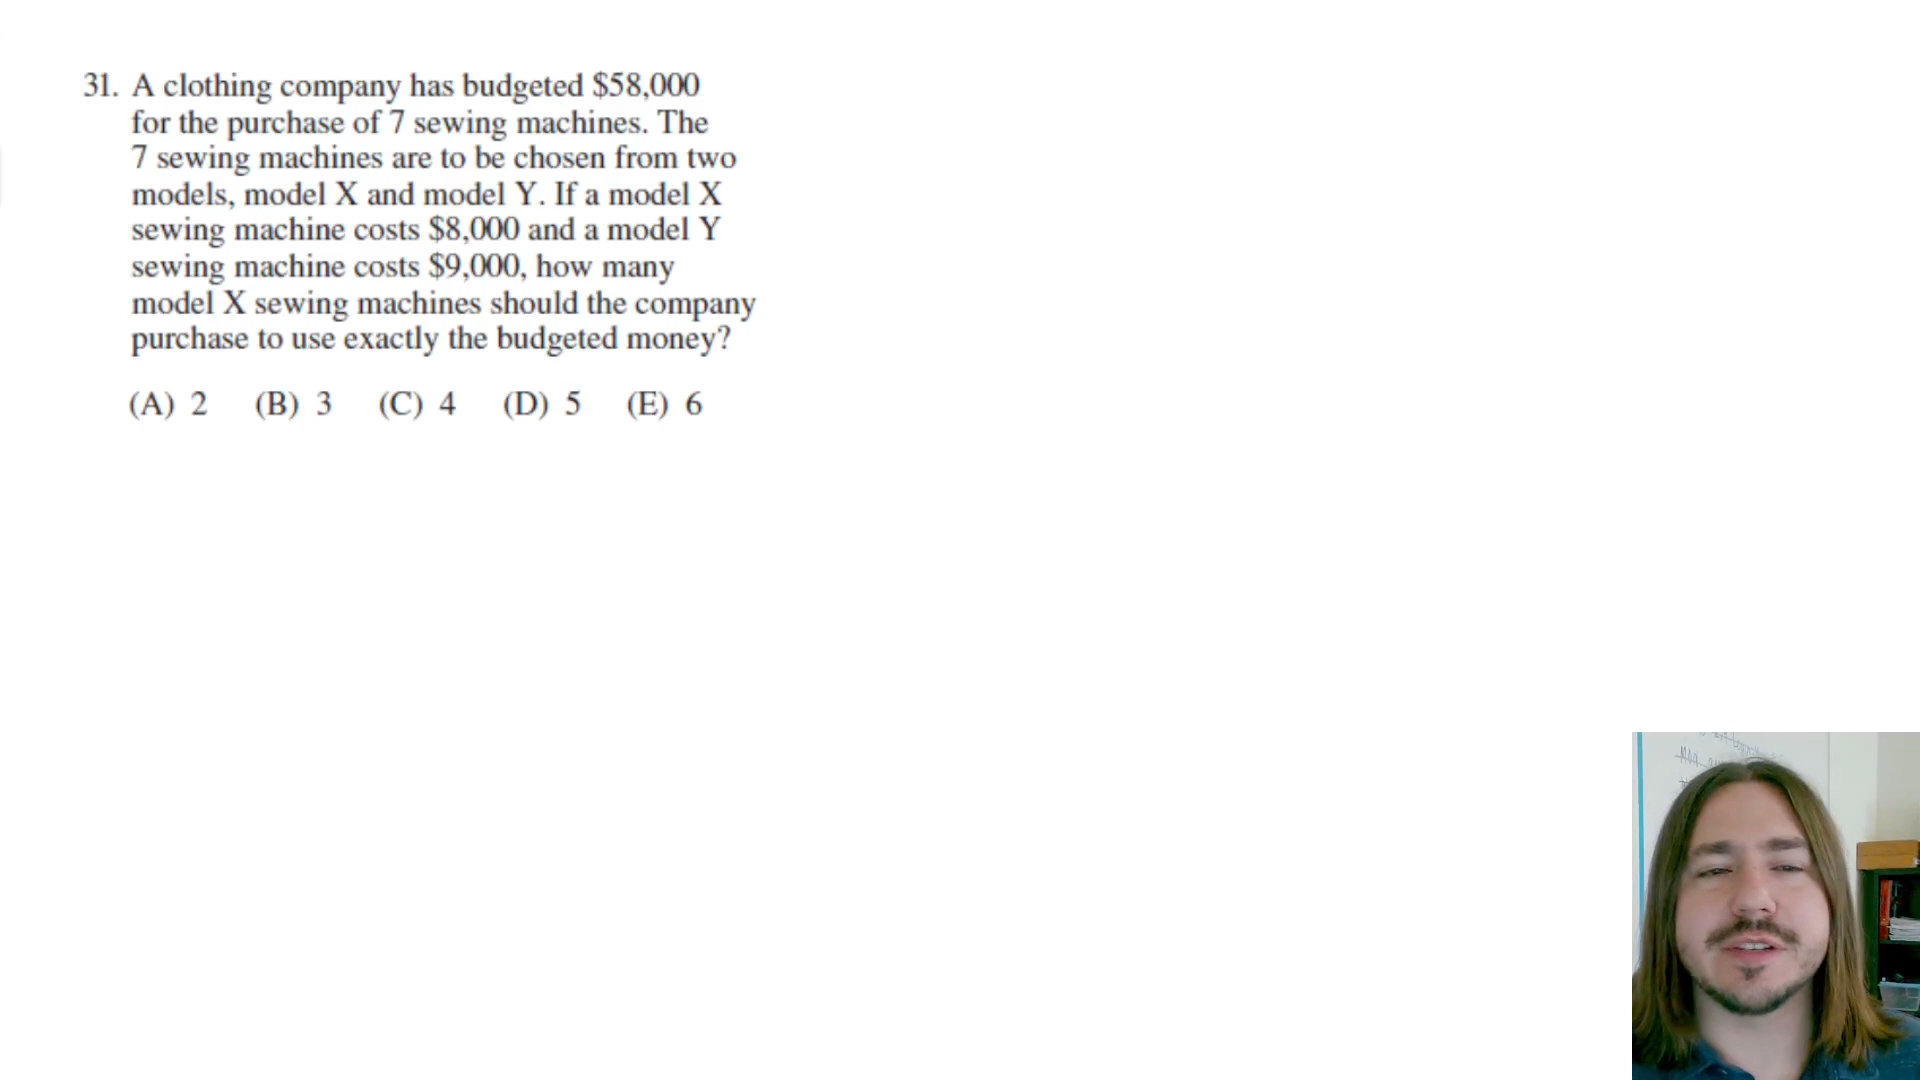 31. A clothing company has budgeted $58,000
for the purchase of 7 sewing machines. The
7 sewing machines are to be chosen from two
models, model X and model Y. If a model X
sewing machine costs $8,000 and a model Y
sewing machine costs $9,000, how many
model X sewing machines should the company
purchase to use exactly the budgeted money?
(A) 2 (B) 3 (C) 4 (D) 5 (E) 6